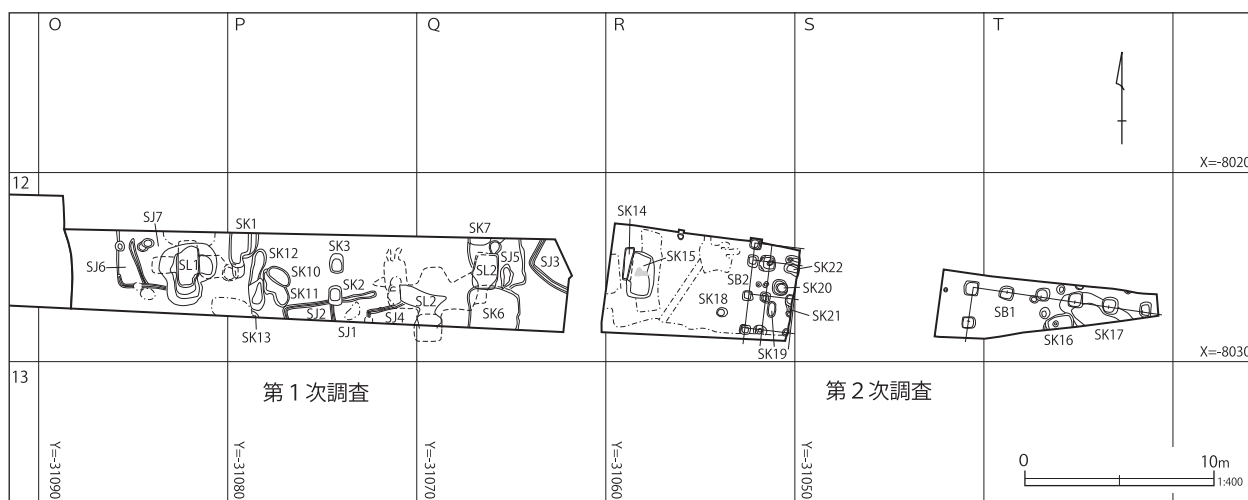 O P Q R S T
X=-8020
12
SJ7 SK1 SK7 SK14
SK12 SK3 SK15
SJ6 SL1 SK10 SL2 SJ5 SJ3 SB2 SK22
SK11 SK2 SL2 SK20
SJ2 SJ4 SK6 SK18 SK21 SB1
SK13 SJ1 SK19 SK16 SK17
X=-8030
13
第1次調査 第2次調査
Y=-31090 Y=-31080 Y=-31070 Y=-31060 Y=-31050
0 10m
1:400